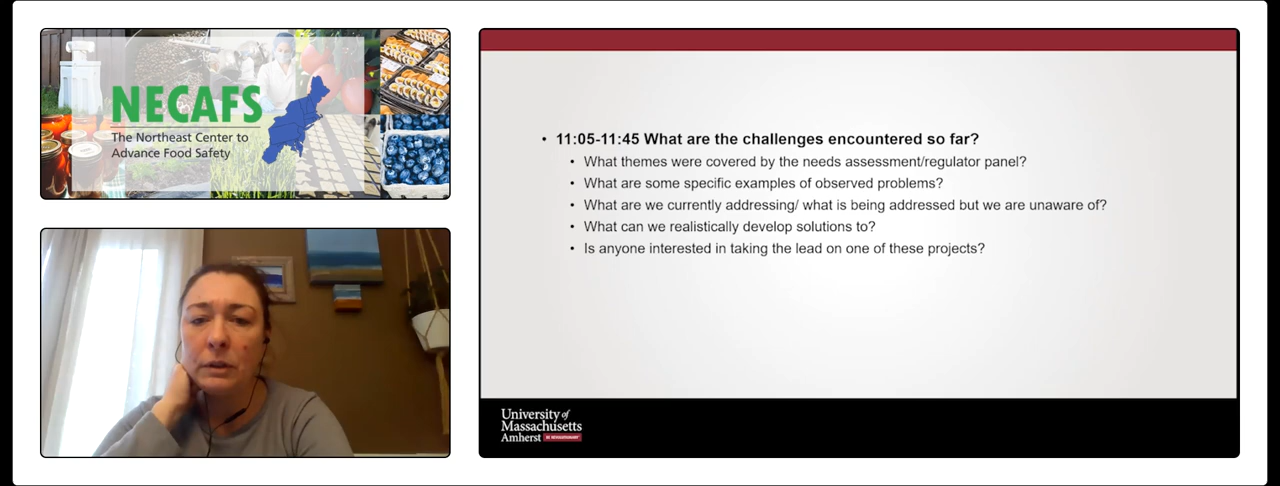 NECAFS
The Northeast Center to
Advance Food Safety
• 11:05-11:45 What are the challenges encountered so far?
• What themes were covered by the needs assessment/regulator panel?
• What are some specific examples of observed problems?
• What are we currently addressing/ what is being addressed but we are unaware of?
• What can we realistically develop solutions to?
• Is anyone interested in taking the lead on one of these projects?
University of
Massachusetts
Amherst BE REVOLUTIONARY